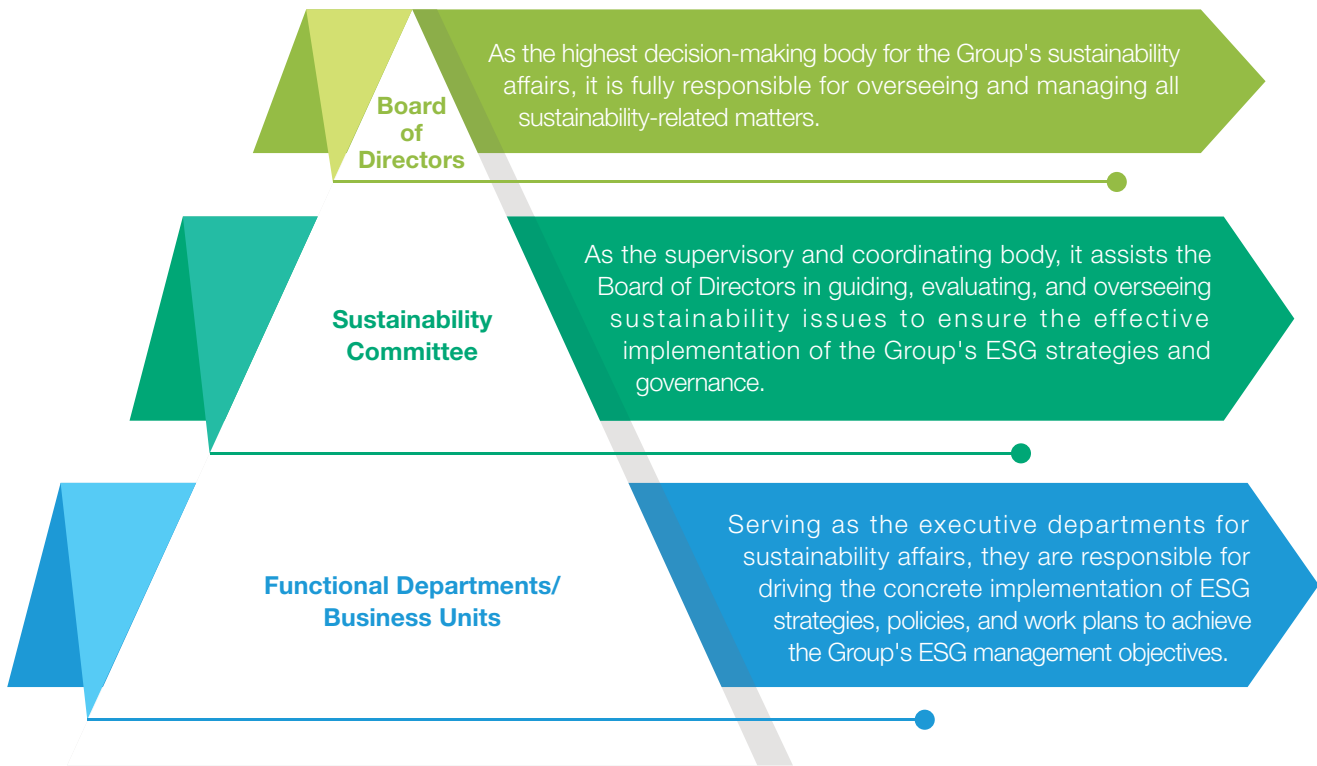 Board
of
Directors
As the highest decision-making body for the Group's sustainability
affairs, it is fully responsible for overseeing and managing all
sustainability-related matters.
Sustainability
Committee
As the supervisory and coordinating body, it assists the
Board of Directors in guiding, evaluating, and overseeing
sustainability issues to ensure the effective
implementation of the Group's ESG strategies and
governance.
Functional Departments/
Business Units
Serving as the executive departments for
sustainability affairs, they are responsible for
driving the concrete implementation of ESG
strategies, policies, and work plans to achieve
the Group's ESG management objectives.